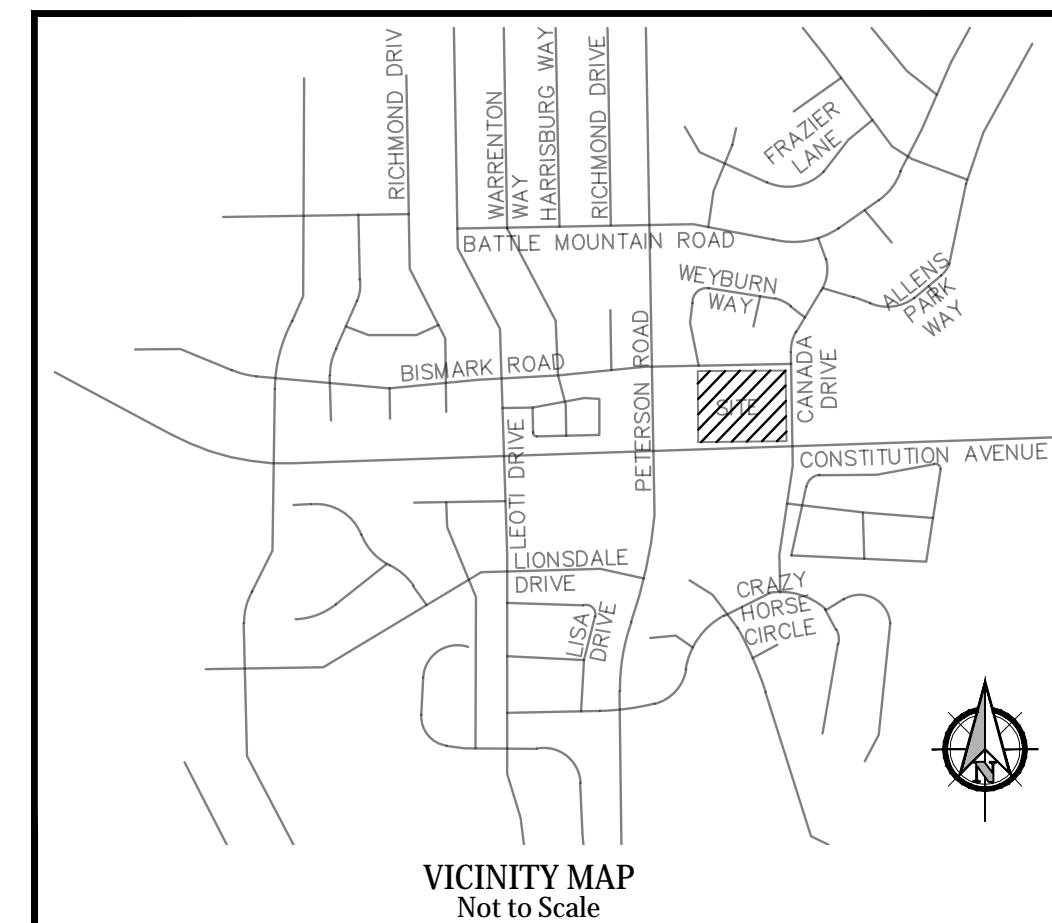 RICHMOND DRIV
WARRENTON
WAY
HARRISBURG WAY
RICHMOND DRIVE
FRAZIER
LANE
BATTLE MOUNTAIN ROAD
WEYBURN
WAY
ALLENS
PARK
WAY
BISMARK ROAD
PETERSON ROAD
CANADA
DRIVE
SITE
LEOTI DRIVE
CONSTITUTION AVENUE
LIONSDALE
DRIVE
LISA
DRIVE
CRAZY
HORSE
CIRCLE
N
VICINITY MAP
Not to Scale